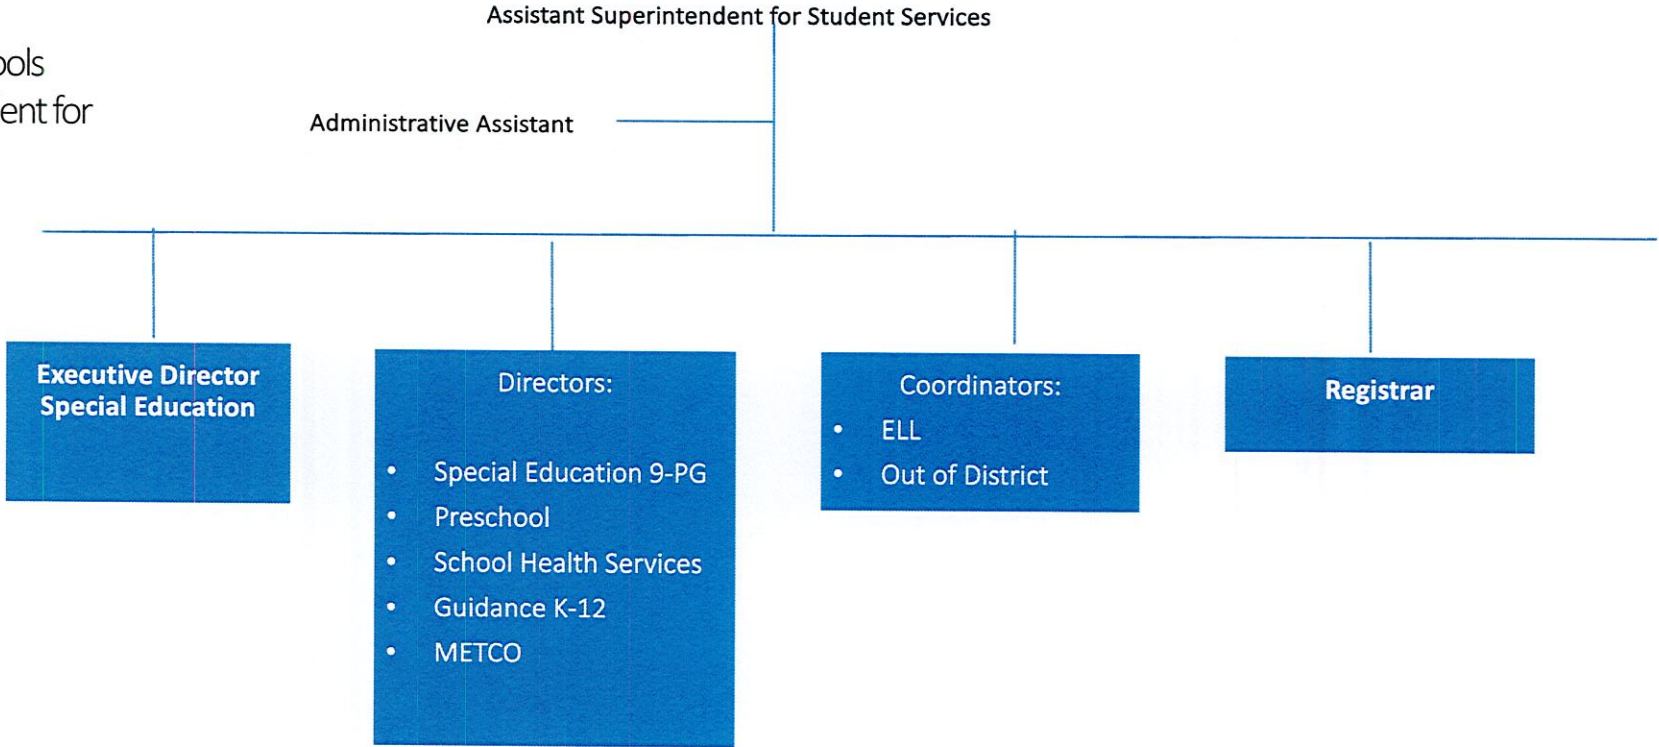 Assistant Superintendent for Student Services
ools
ent for
Administrative Assistant
Executive Director
Special Education
Directors:
• Special Education 9-PG
• Preschool
• School Health Services
• Guidance K-12
• METCO
Coordinators:
• ELL
• Out of District
Registrar